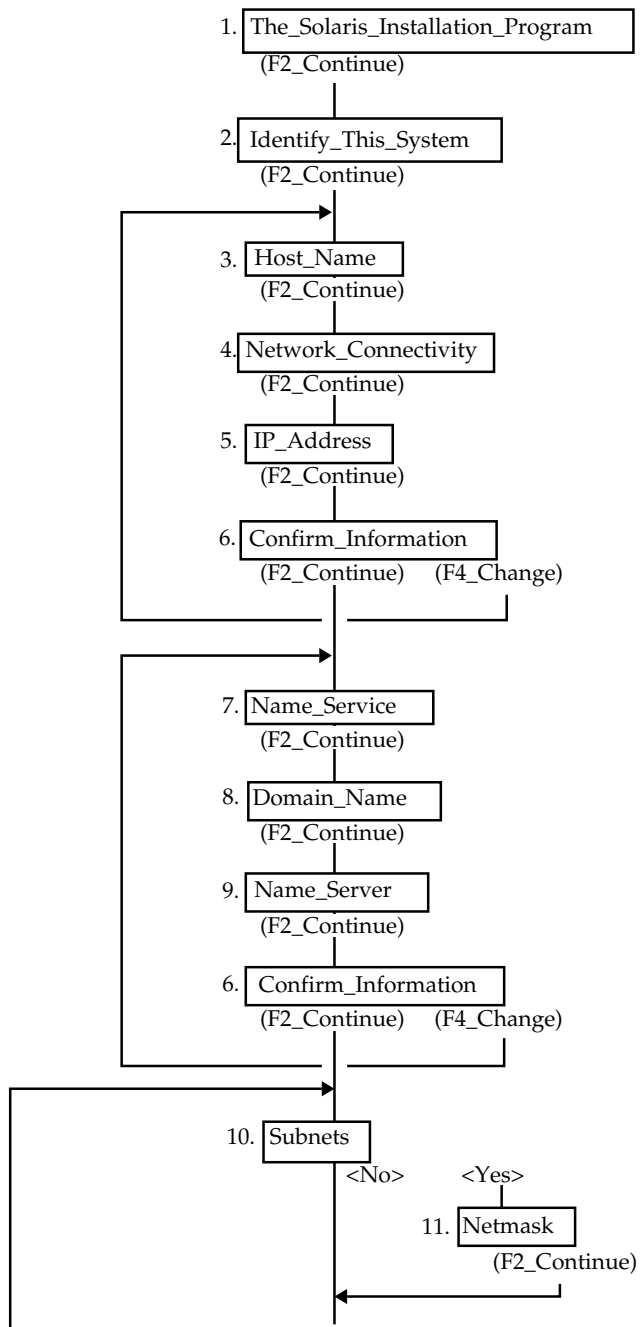 1. The_Solaris_Installation_Program
(F2_Continue)
2. Identify_This_System
(F2_Continue)
3. Host_Name
(F2_Continue)
4. Network_Connectivity
(F2_Continue)
5. IP_Address
(F2_Continue)
6. Confirm_Information
(F2_Continue) (F4_Change)
7. Name_Service
(F2_Continue)
8. Domain_Name
(F2_Continue)
9. Name_Server
(F2_Continue)
6. Confirm_Information
(F2_Continue) (F4_Change)
10. Subnets
<No> <Yes>
11. Netmask
(F2_Continue)